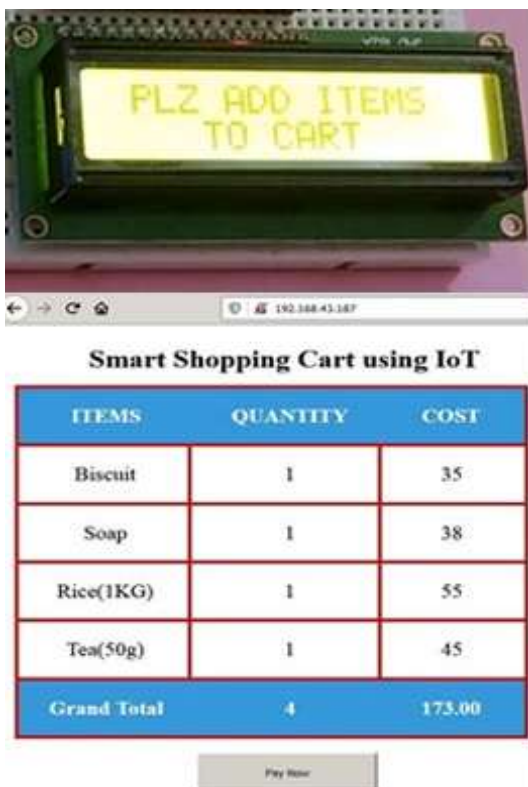 PLZ ADD ITEMS
TO CART
192.168.43.167
Smart Shopping Cart using IoT
ITEMS QUANTITY COST
Biscuit 1 35
Soap 1 38
Rice(1KG) 1 55
Tea(50g) 1 45
Grand Total 4 173.00
Pay Now